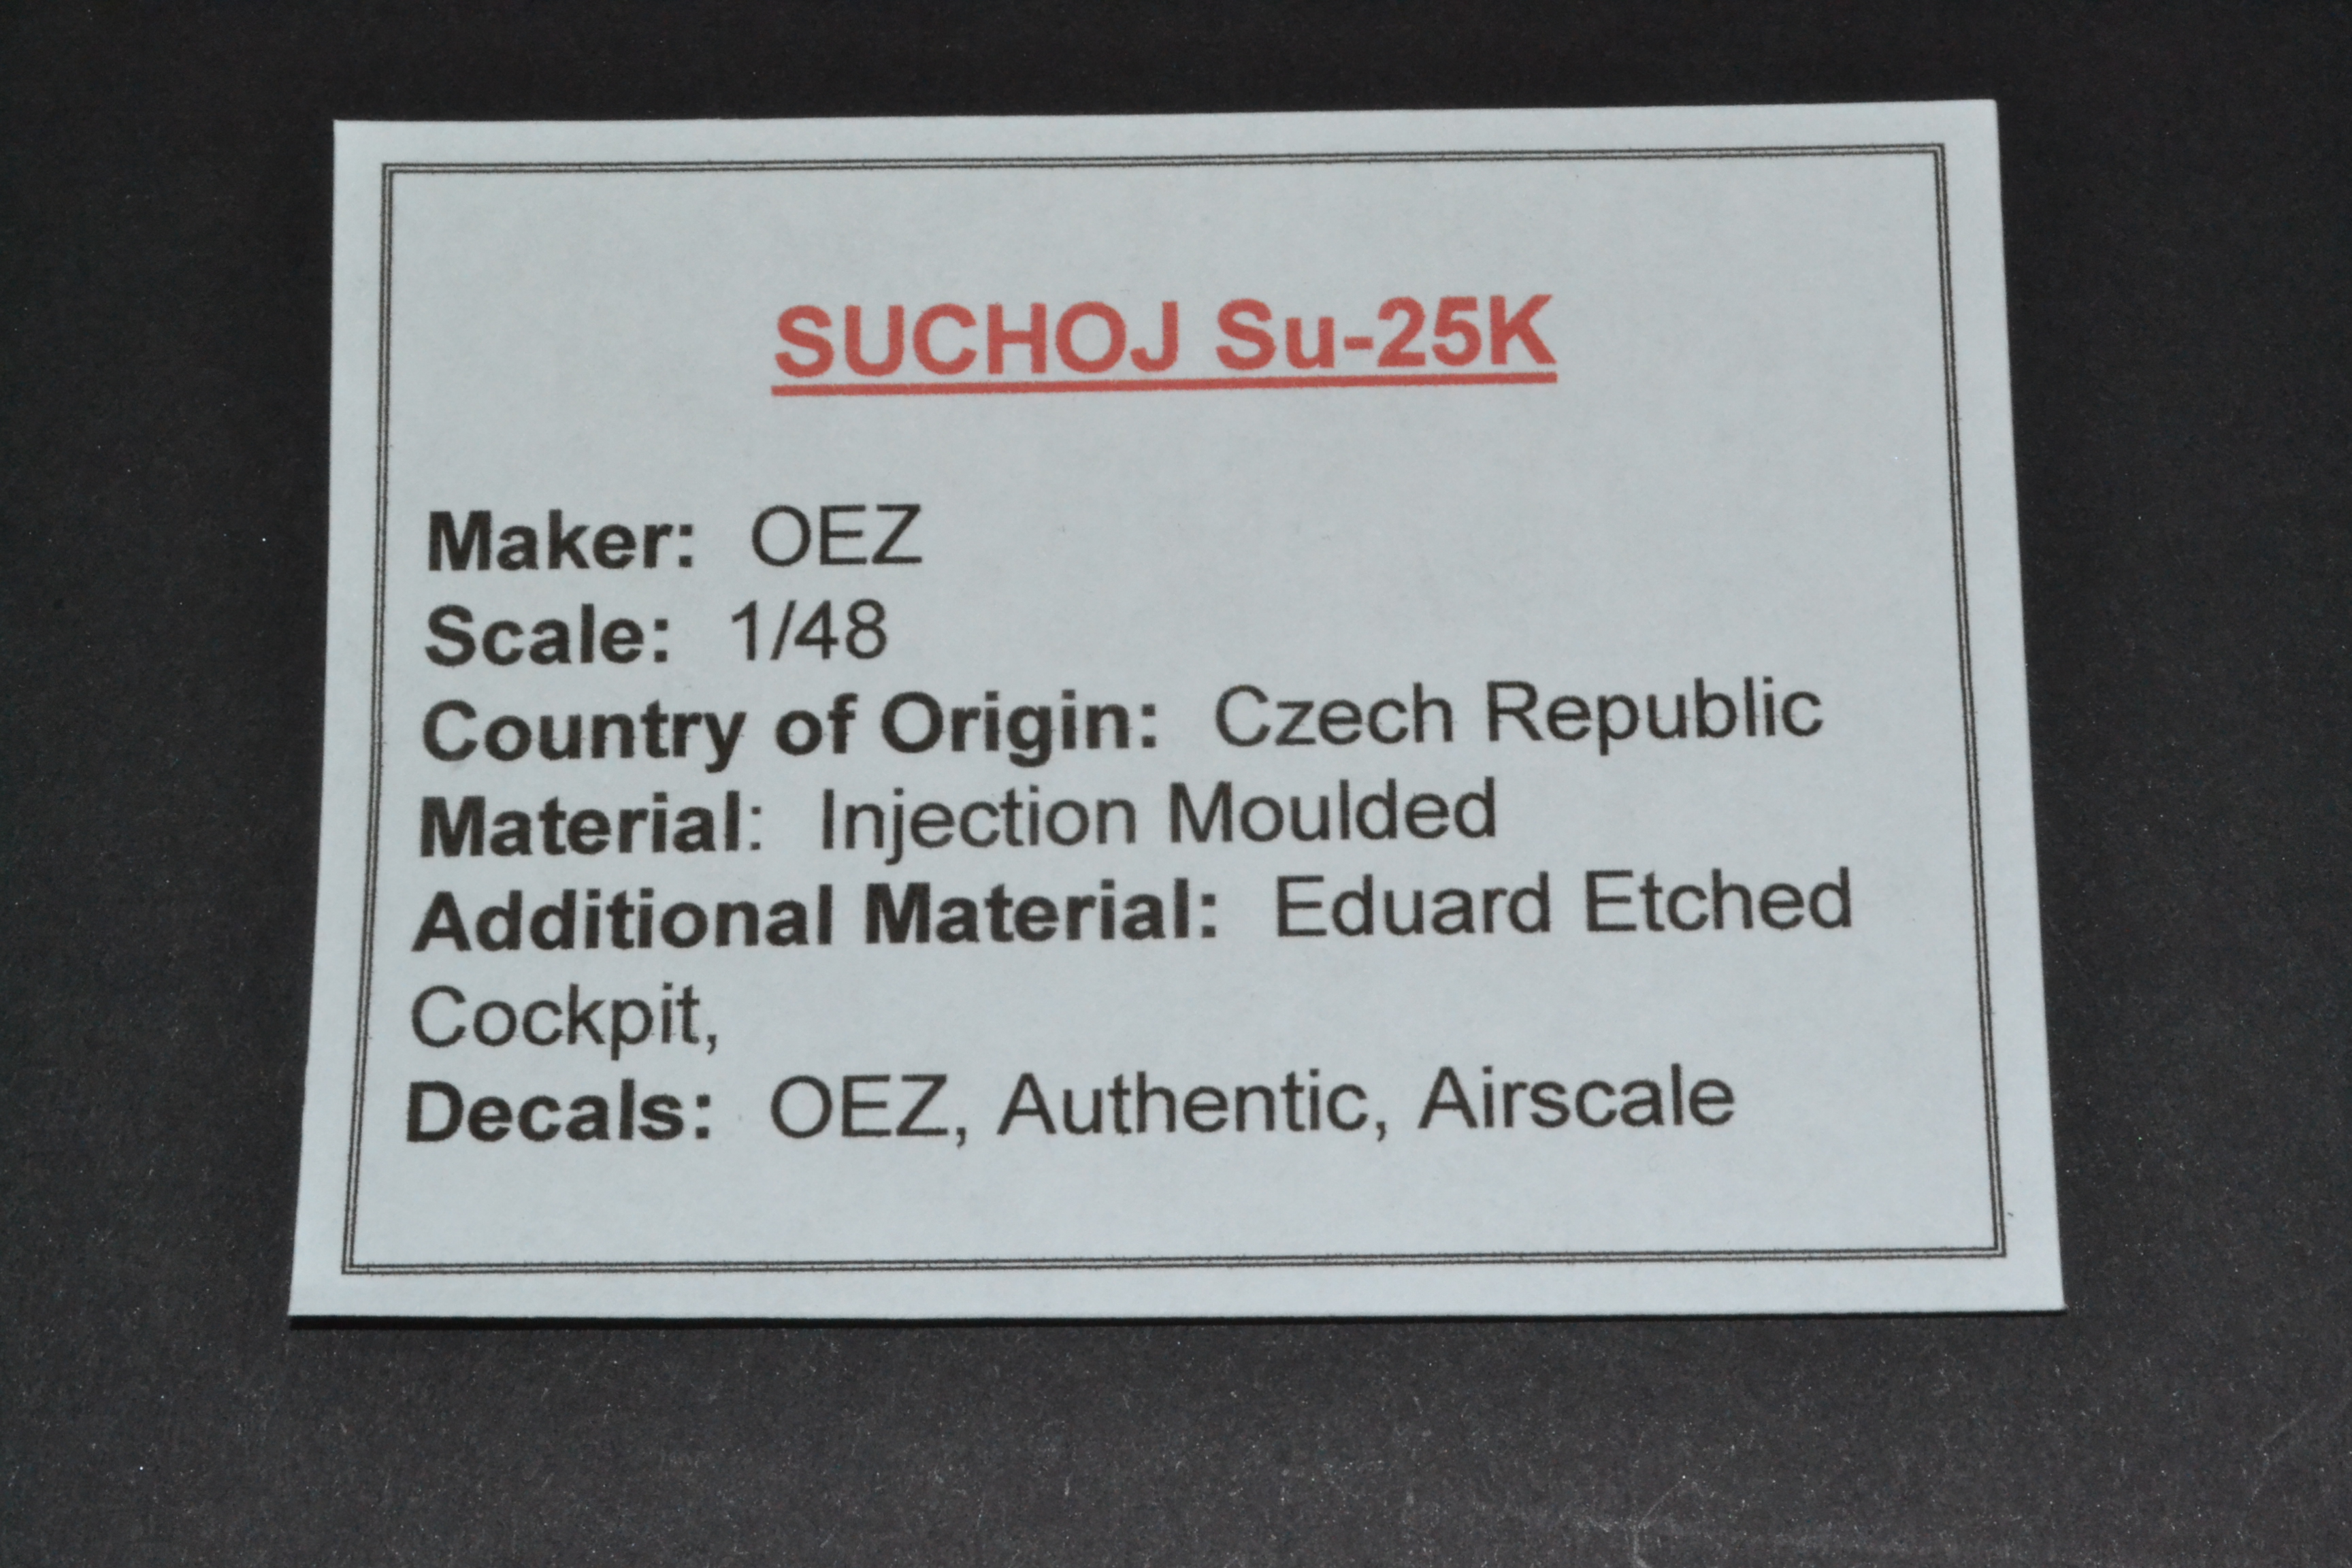 SUCHOJ Su-25K
Maker: OEZ
Scale: 1/48
Country of Origin: Czech Republic
Material: Injection Moulded
Additional Material: Eduard Etched
Cockpit,
Decals: OEZ, Authentic, Airscale